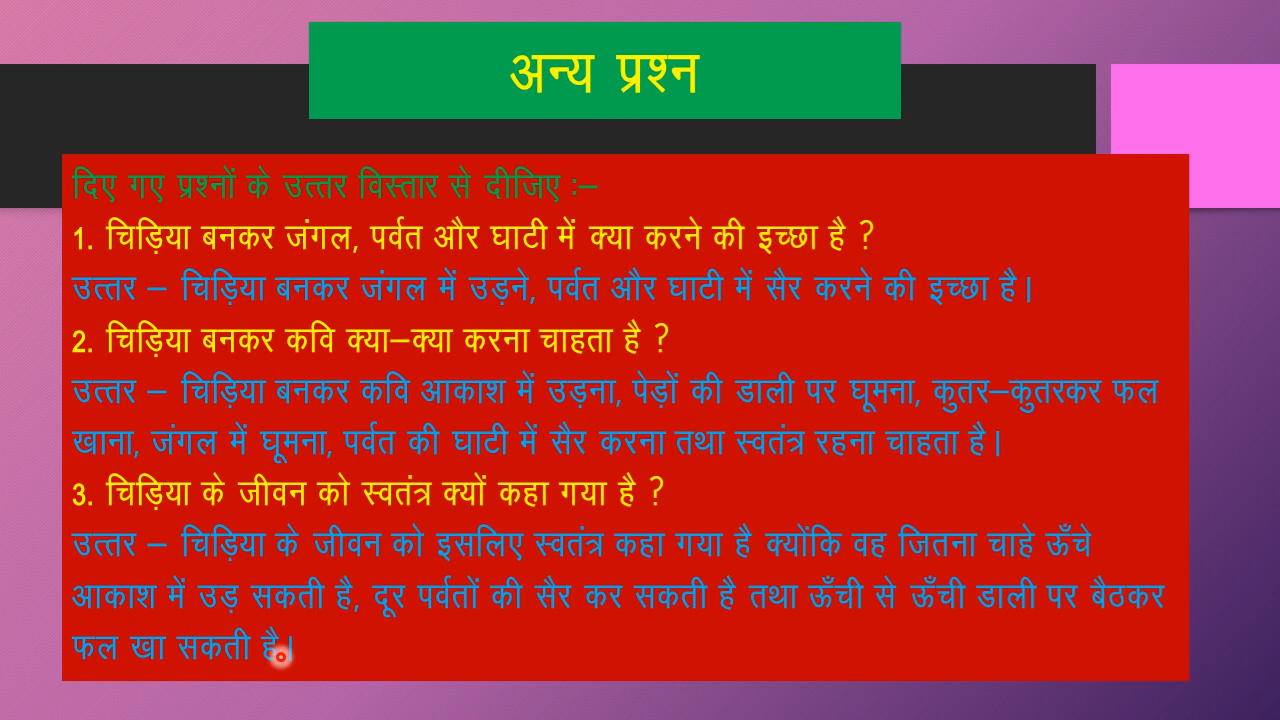 अन्य प्रश्न
दिए गए प्रश्नों के उत्तर विस्तार से दीजिए :–
1. चिड़िया बनकर जंगल, पर्वत और घाटी में क्या करने की इच्छा है ?
उत्तर – चिड़िया बनकर जंगल में उड़ने, पर्वत और घाटी में सैर करने की इच्छा है।
2. चिड़िया बनकर कवि क्या–क्या करना चाहता है ?
उत्तर – चिड़िया बनकर कवि आकाश में उड़ना, पेड़ों की डाली पर घूमना, कुतर–कुतरकर फल
खाना, जंगल में घूमना, पर्वत की घाटी में सैर करना तथा स्वतंत्र रहना चाहता है।
3. चिड़िया के जीवन को स्वतंत्र क्यों कहा गया है ?
उत्तर – चिड़िया के जीवन को इसलिए स्वतंत्र कहा गया है क्योंकि वह जितना चाहे ऊँचे
आकाश में उड़ सकती है, दूर पर्वतों की सैर कर सकती है तथा ऊँची से ऊँची डाली पर बैठकर
फल खा सकती है।